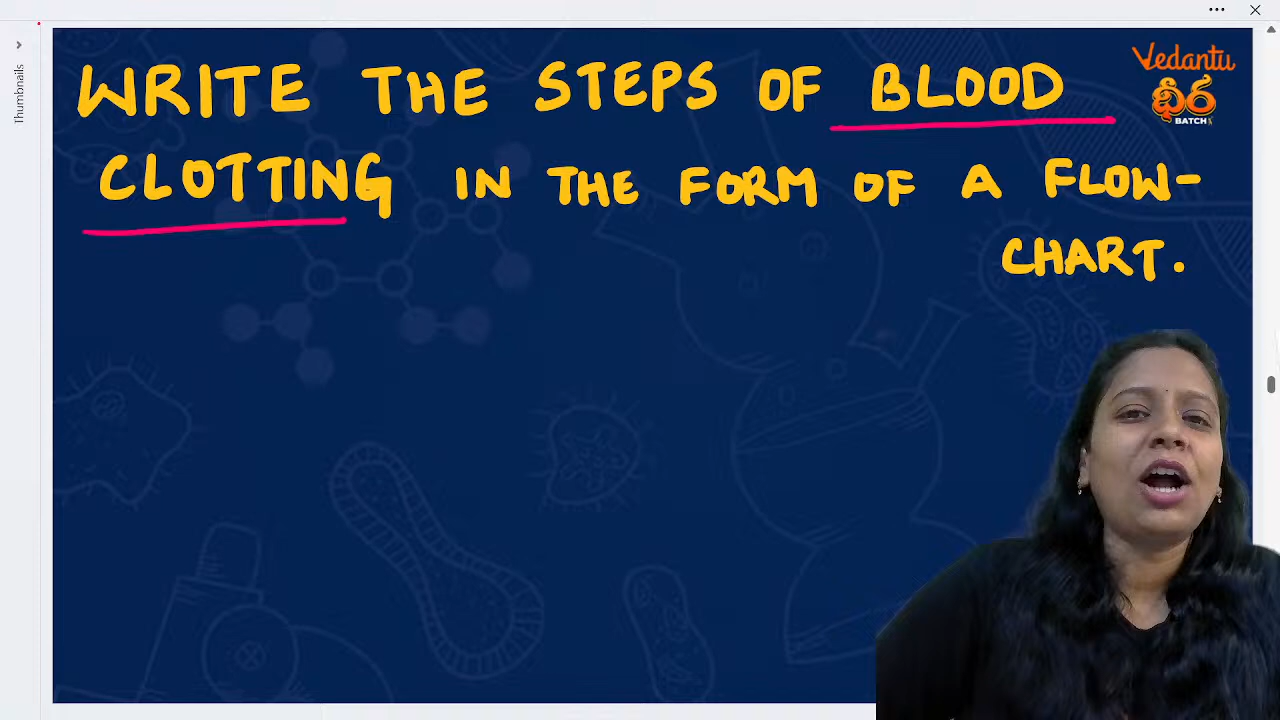 WRITE THE STEPS OF BLOOD
CLOTTING IN THE FORM OF A FLOW-
CHART.
Vedantu
ధీర
BATCH
Thumbnails